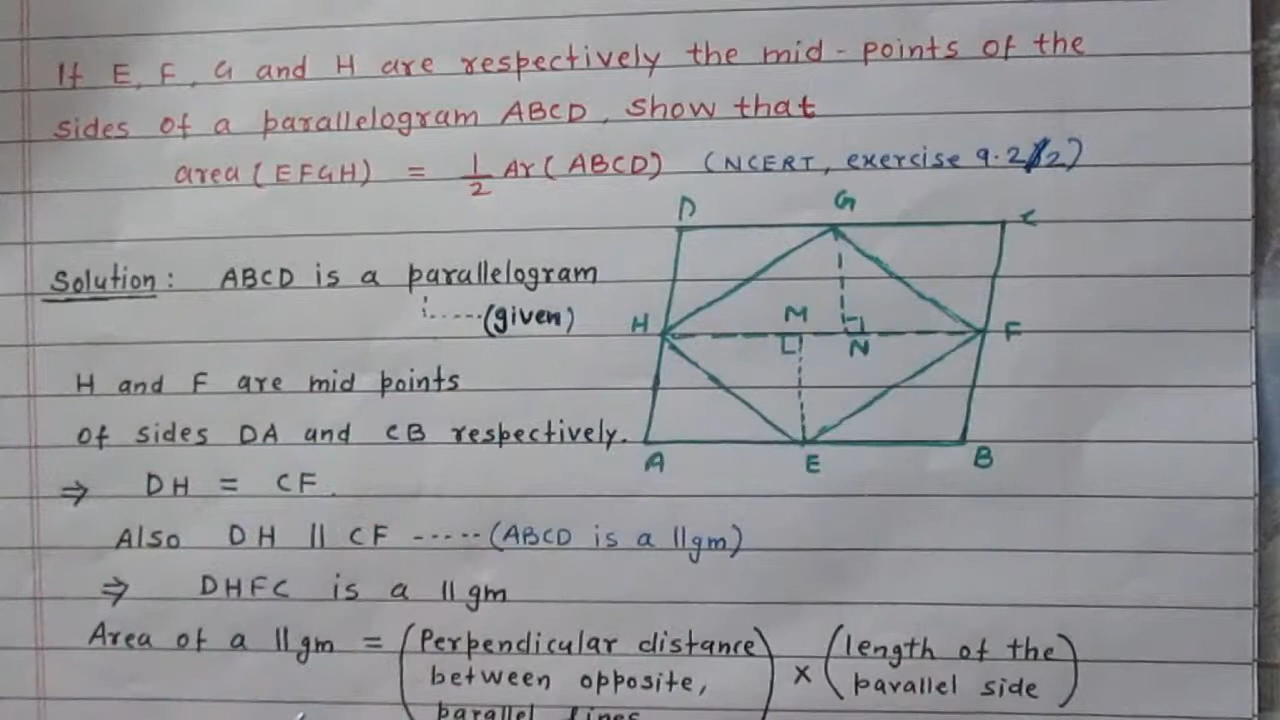 If E, F, G and H are respectively the mid-points of the
sides of a parallelogram ABCD, show that
area (EFGH) = 1/2 Ar (ABCD) (NCERT, exercise 9.2/2)
D G C
Solution: ABCD is a parallelogram
.....(given)
H M N F
H and F are mid points
of sides DA and CB respectively.
A E B
⇒ DH = CF.
Also DH || CF -----(ABCD is a ||gm)
⇒ DHFC is a ||gm
Area of a ||gm = (Perpendicular distance) × (length of the
between opposite, parallel side)
parallel lines